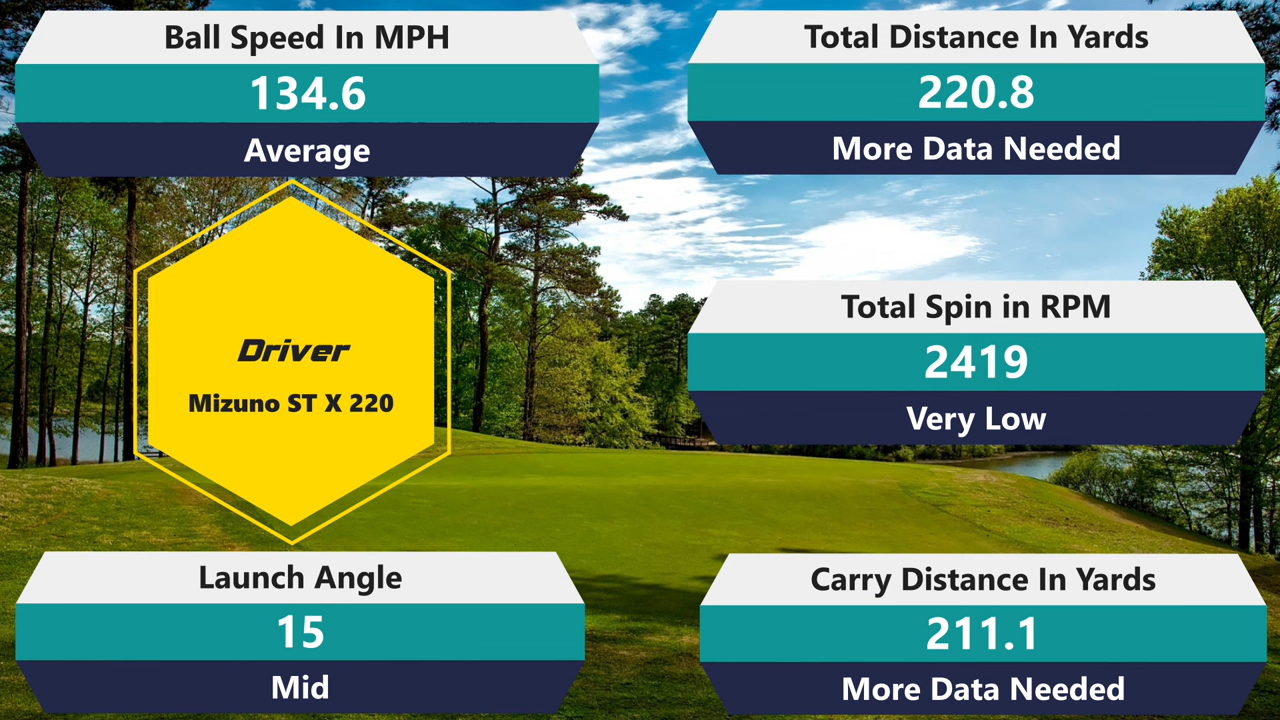 Ball Speed In MPH
134.6
Average
Total Distance In Yards
220.8
More Data Needed
Driver
Mizuno ST X 220
Total Spin in RPM
2419
Very Low
Launch Angle
15
Mid
Carry Distance In Yards
211.1
More Data Needed